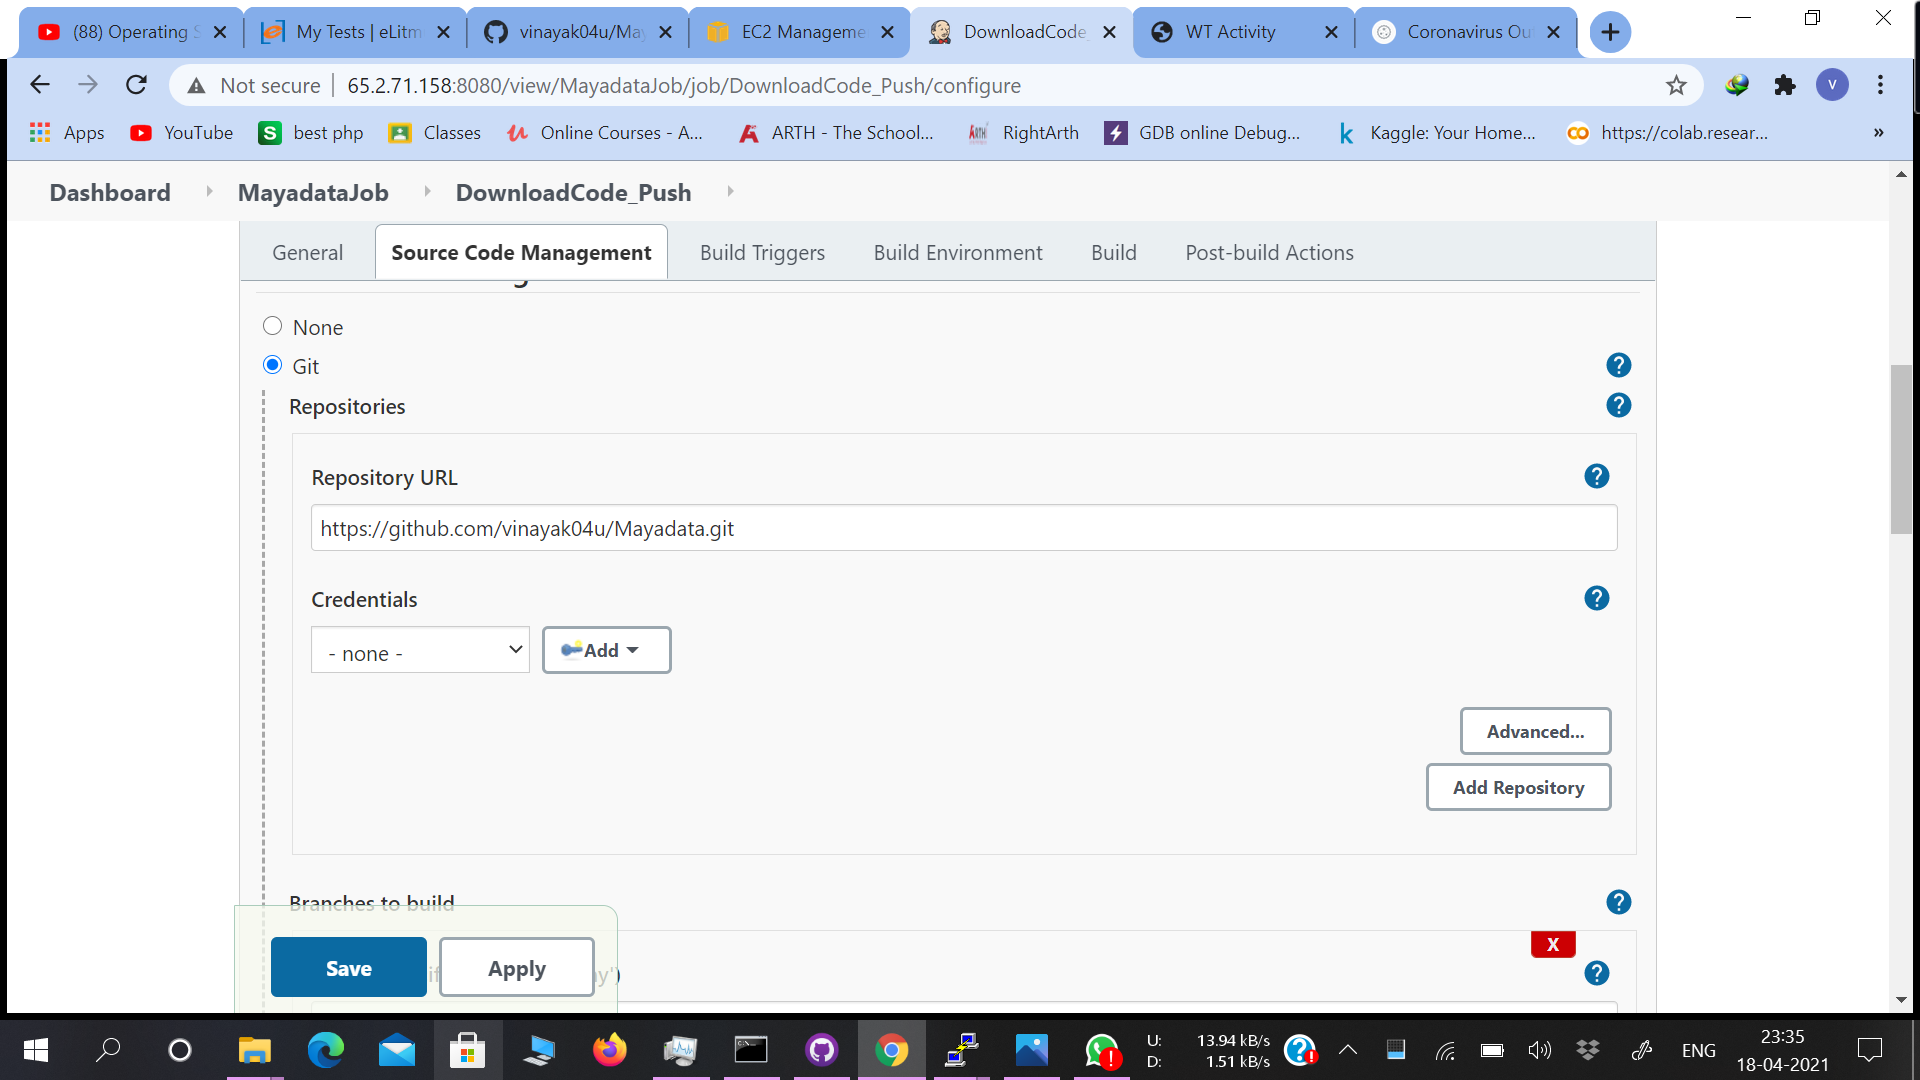 (88) Operating S
My Tests | eLitm
vinayak04u/May
EC2 Manageme
DownloadCode_
WT Activity
Coronavirus Ou
Not secure
65.2.71.158:8080/view/MayadataJob/job/DownloadCode_Push/configure
V
Apps
YouTube
S
best php
Classes
Online Courses - A...
ARTH - The School...
RightArth
GDB online Debug...
Kaggle: Your Home...
https://colab.resear...
»
Dashboard
MayadataJob
DownloadCode_Push
General
Source Code Management
Build Triggers
Build Environment
Build
Post-build Actions
None
Git
Repositories
Repository URL
https://github.com/vinayak04u/Mayadata.git
Credentials
- none -
Add
Advanced...
Add Repository
Branches to build
X
Save
Apply
U: 13.94 kB/s
D: 1.51 kB/s
ENG
23:35
18-04-2021